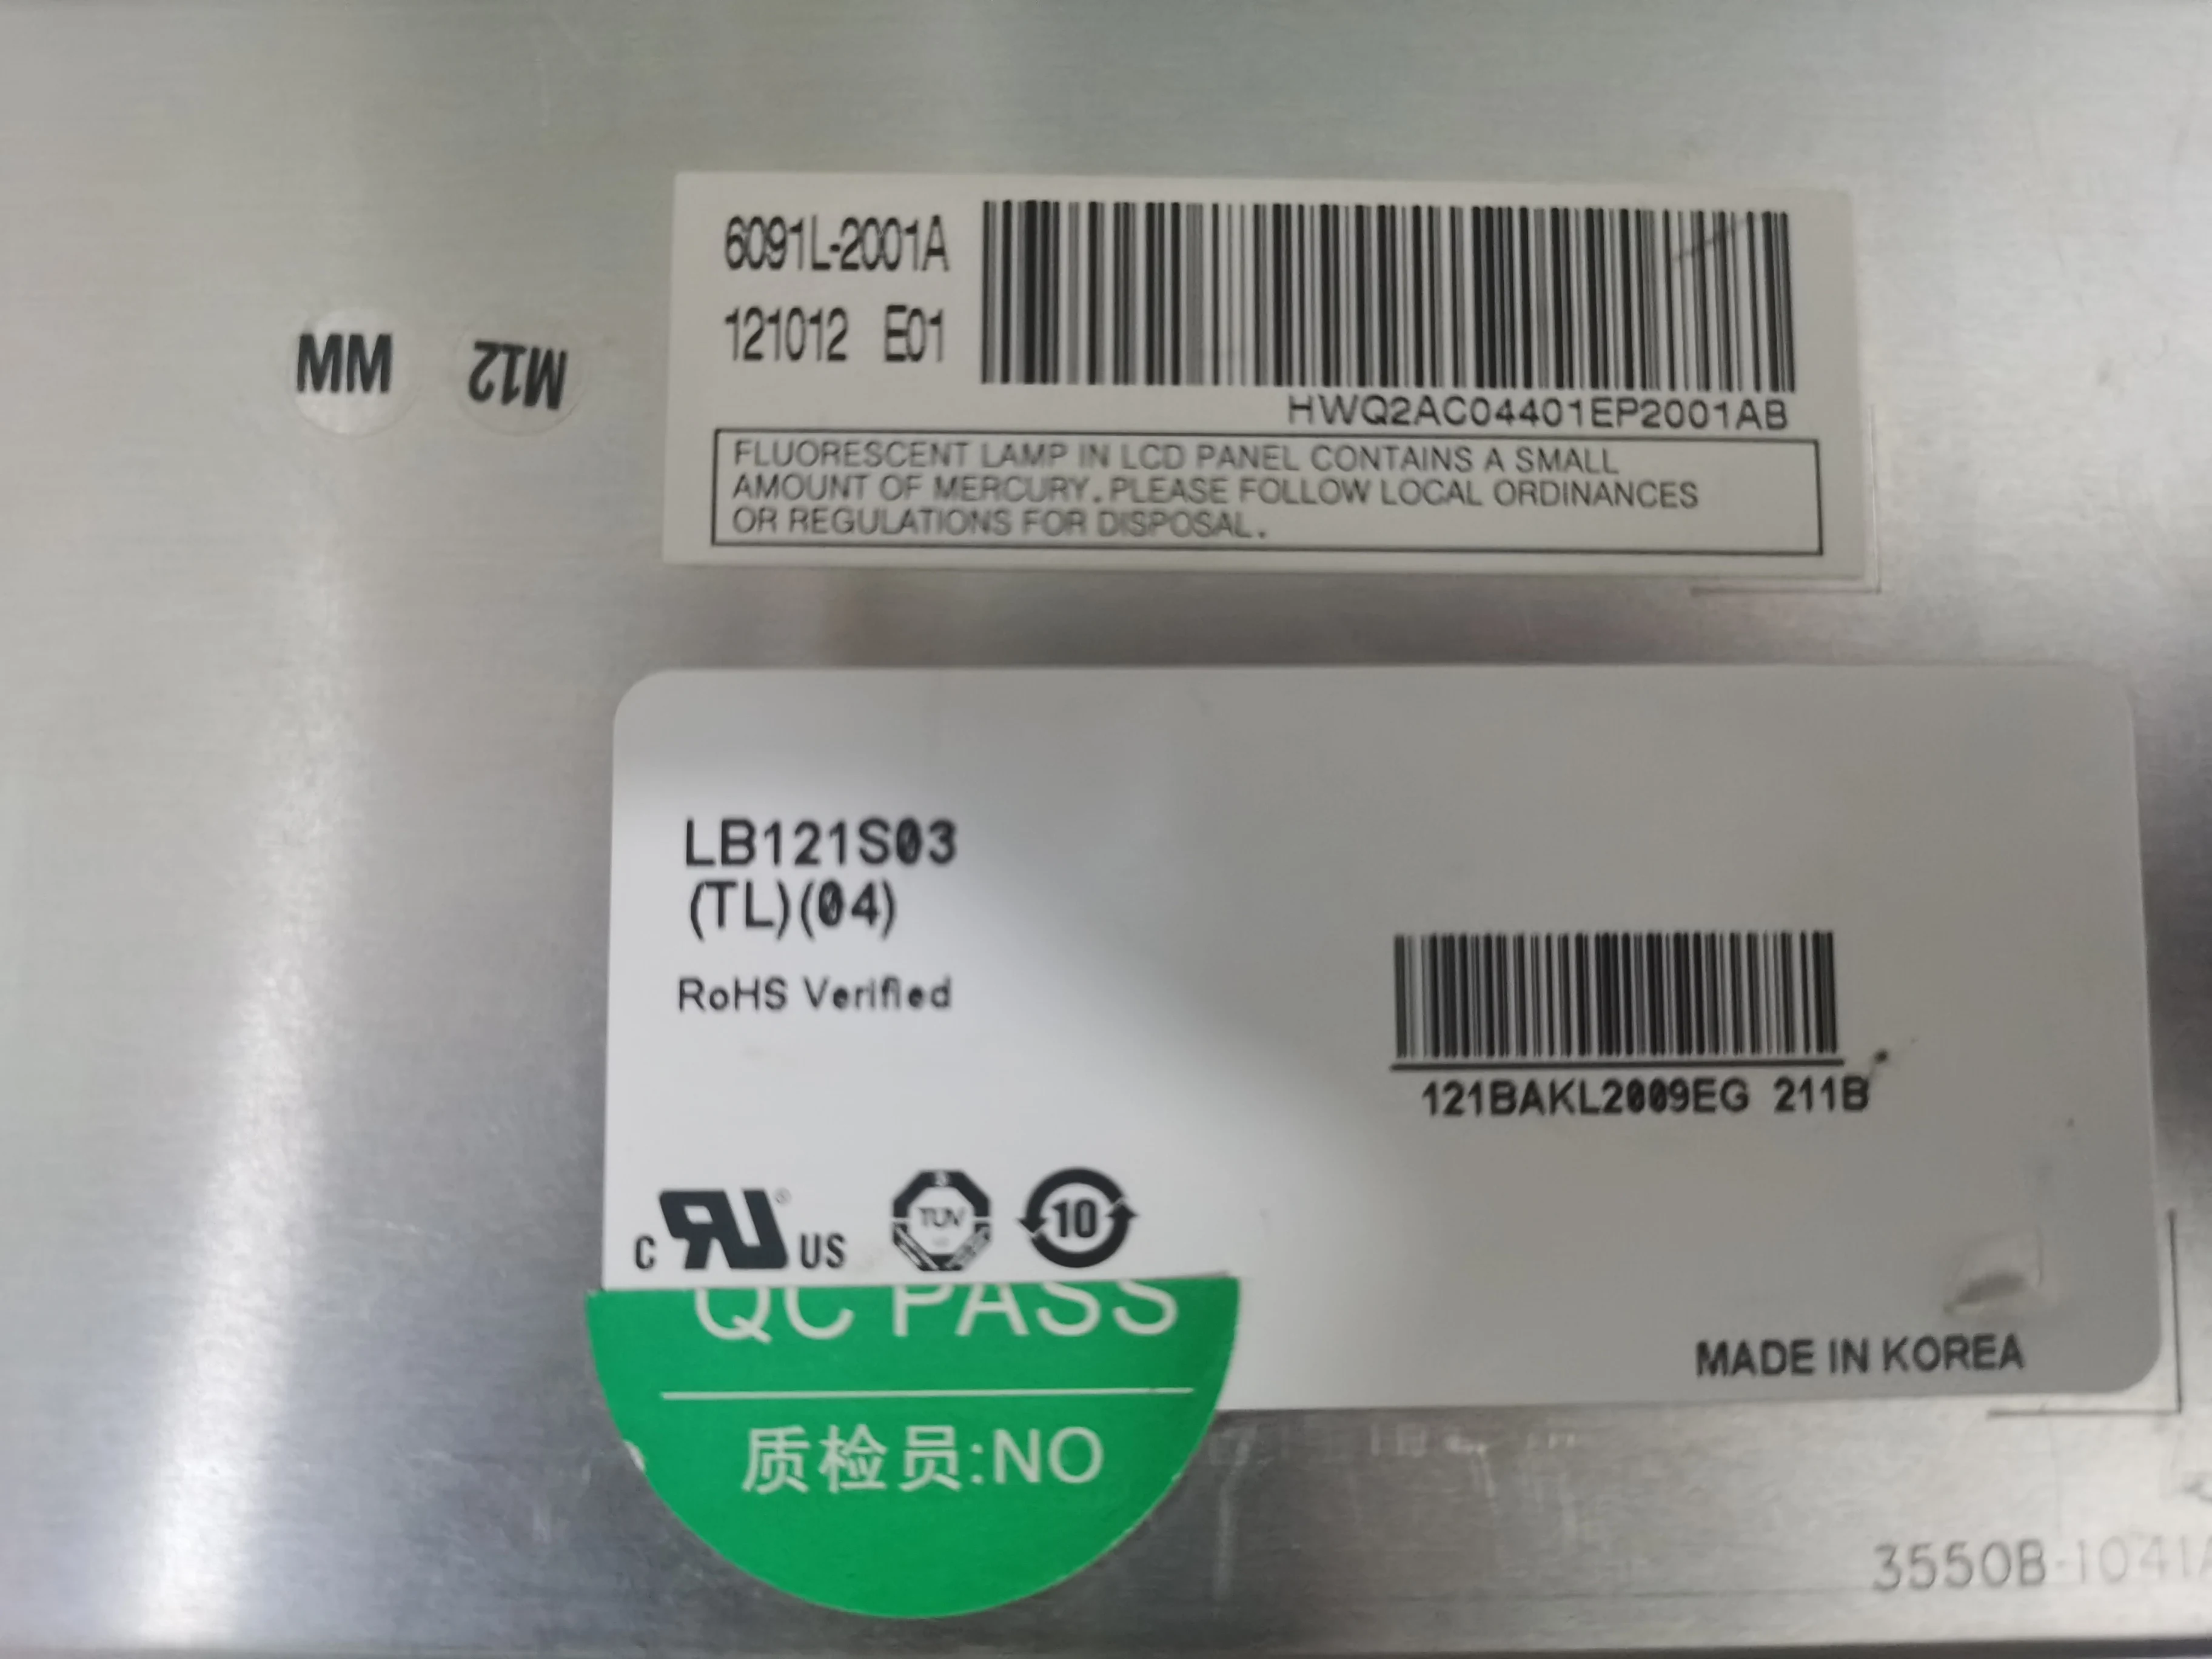 6091L-2001A
121012 E01
HWQ2AC04401EP2001AB
FLUORESCENT LAMP IN LCD PANEL CONTAINS A SMALL
AMOUNT OF MERCURY. PLEASE FOLLOW LOCAL ORDINANCES
OR REGULATIONS FOR DISPOSAL.
MM
M12
LB121S03
(TL)(04)
RoHS Verified
121BAKL2009EG 211B
C RU ® US
TUV
10
QC PASS
质检员:NO
MADE IN KOREA
3550B-1041A